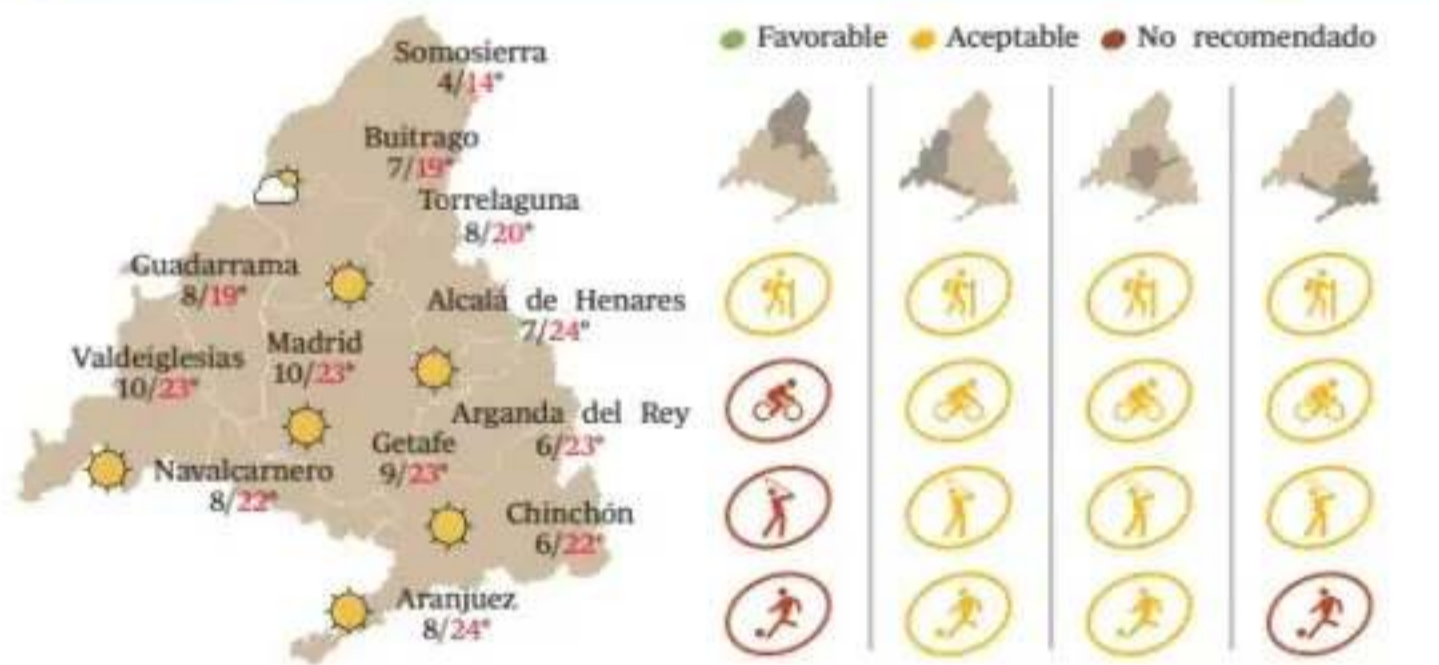 Somosierra
4/14°
Buitrago
7/19°
Torrelaguna
8/20°
Guadarrama
8/19°
Alcalá de Henares
7/24°
Madrid
10/23°
Valdeiglesias
10/23°
Arganda del Rey
6/23°
Getafe
9/23°
Navalcarnero
8/22°
Chinchón
6/22°
Aranjuez
8/24°
Favorable Aceptable No recomendado